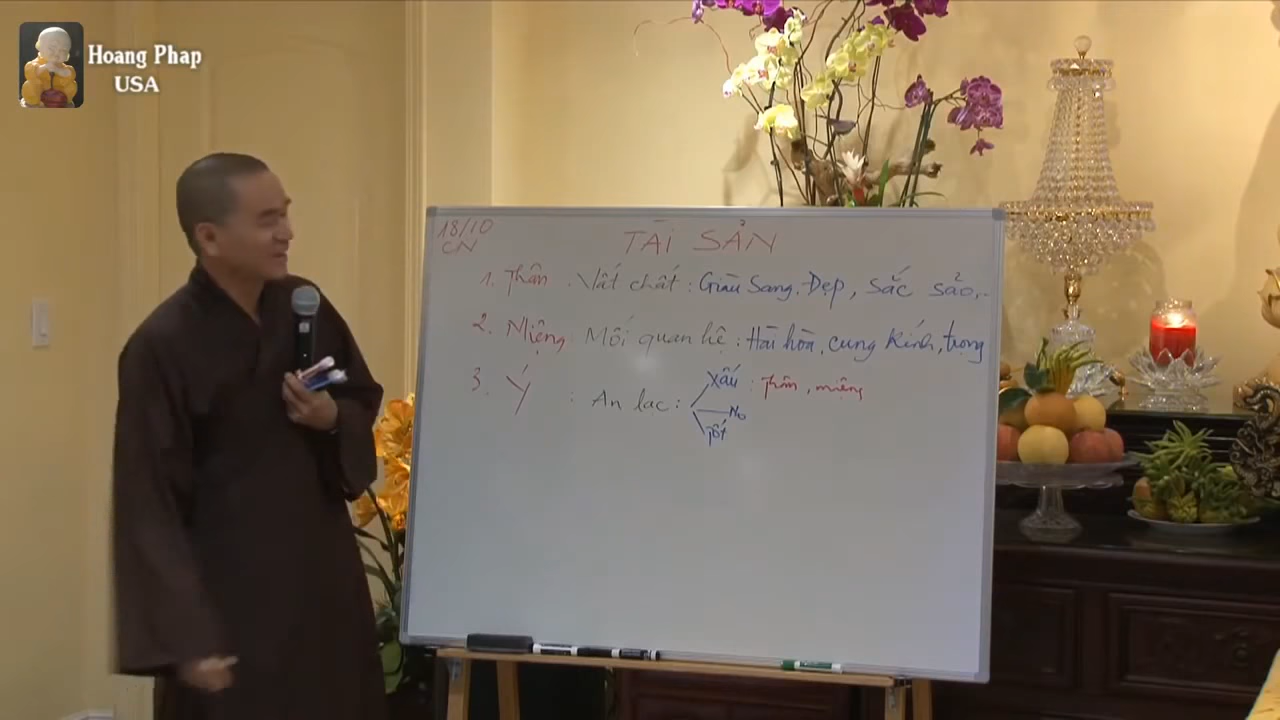 Hoang Phap
USA
18/10
CN
TÀI SẢN
1. Thân : Vất chất : Giàu Sang, Đẹp, Sắc sảo...
2. Miệng : Mối quan hệ : Hài hòa, cung kính, trọng
3. Ý : An lạc :
Xấu : Thân, miệng
No
Tốt